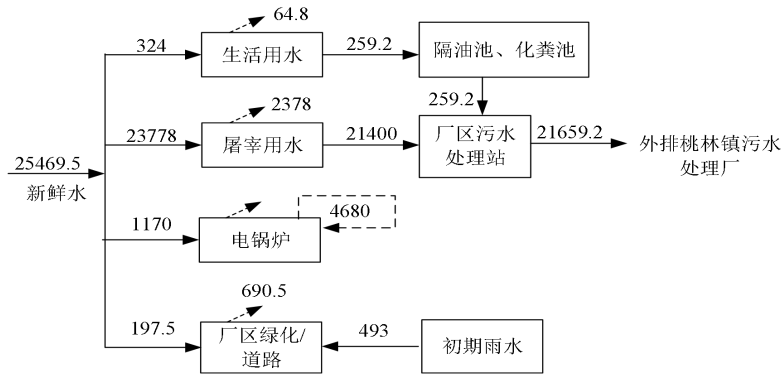 64.8
324
生活用水
259.2
隔油池、化粪池
2378
259.2
23778
屠宰用水
21400
厂区污水
处理站
21659.2
外排桃林镇污水
处理厂
25469.5
新鲜水
4680
1170
电锅炉
690.5
197.5
厂区绿化/
道路
493
初期雨水